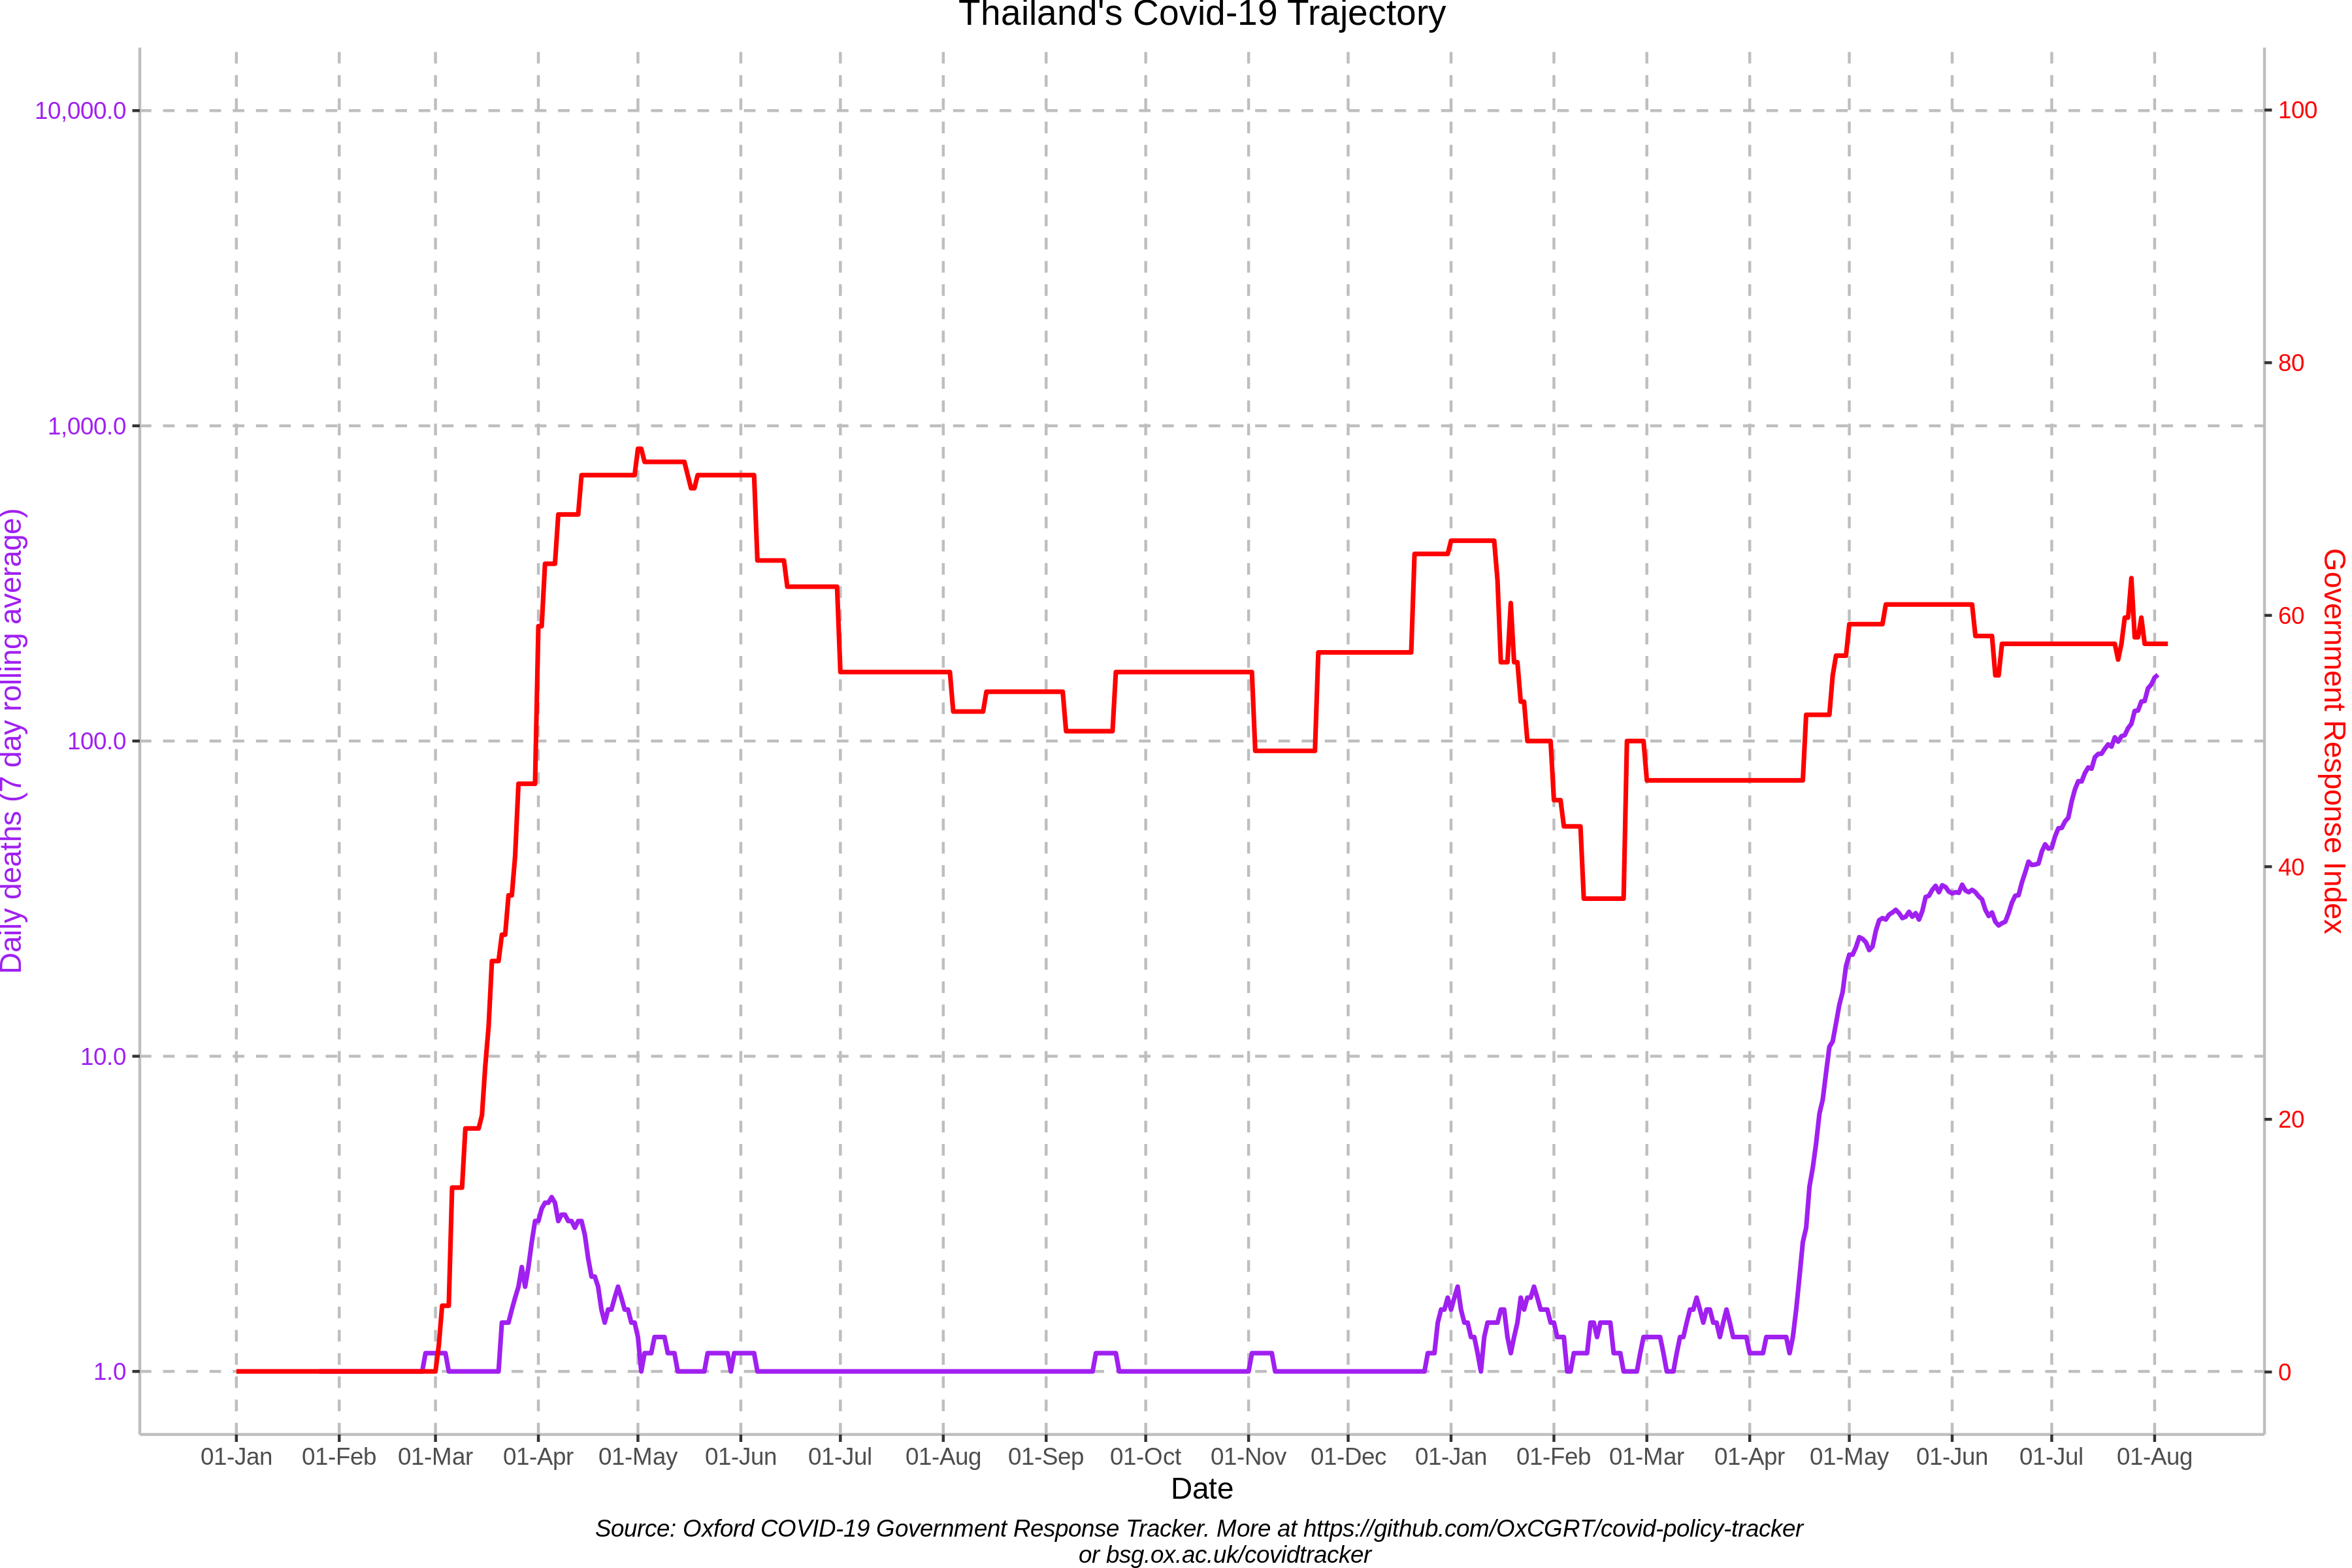 Thailand's Covid-19 Trajectory
10,000.0
1,000.0
100.0
10.0
1.0
Daily deaths (7 day rolling average)
100
80
60
40
20
0
Government Response Index
01-Jan 01-Feb 01-Mar 01-Apr 01-May 01-Jun 01-Jul 01-Aug 01-Sep 01-Oct 01-Nov 01-Dec 01-Jan 01-Feb 01-Mar 01-Apr 01-May 01-Jun 01-Jul 01-Aug
Date
Source: Oxford COVID-19 Government Response Tracker. More at https://github.com/OxCGRT/covid-policy-tracker
or bsg.ox.ac.uk/covidtracker